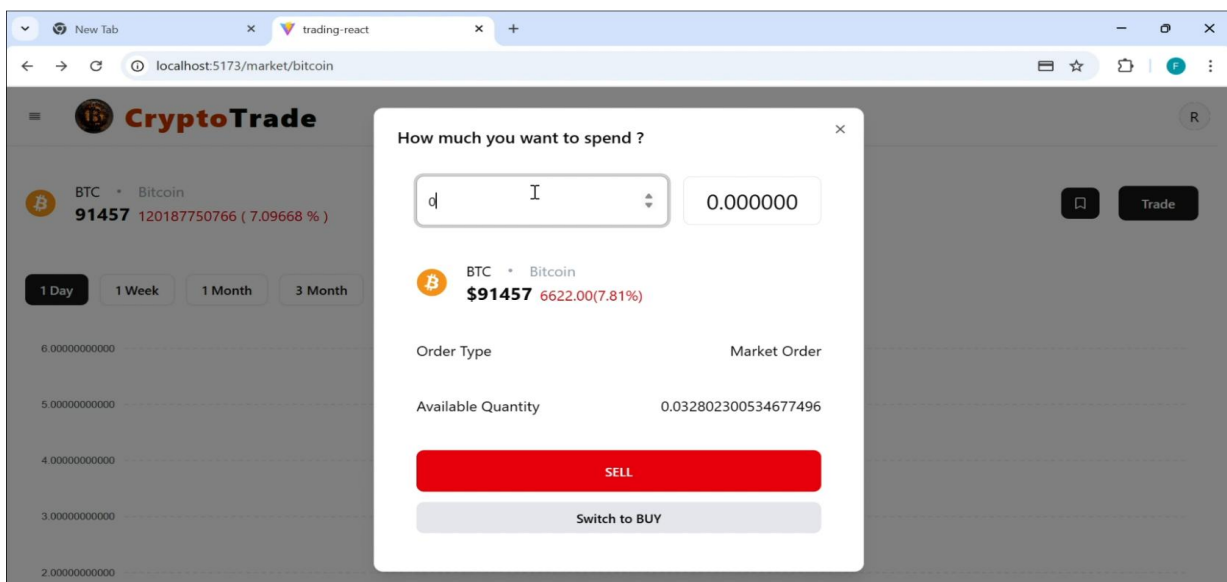 New Tab
trading-react
localhost:5173/market/bitcoin
F
CryptoTrade
R
BTC • Bitcoin
91457 120187750766 ( 7.09668 % )
Trade
1 Day
1 Week
1 Month
3 Month
6.00000000000
5.00000000000
4.00000000000
3.00000000000
2.00000000000
How much you want to spend ?
0
0.000000
BTC • Bitcoin
$91457 6622.00(7.81%)
Order Type Market Order
Available Quantity 0.032802300534677496
SELL
Switch to BUY